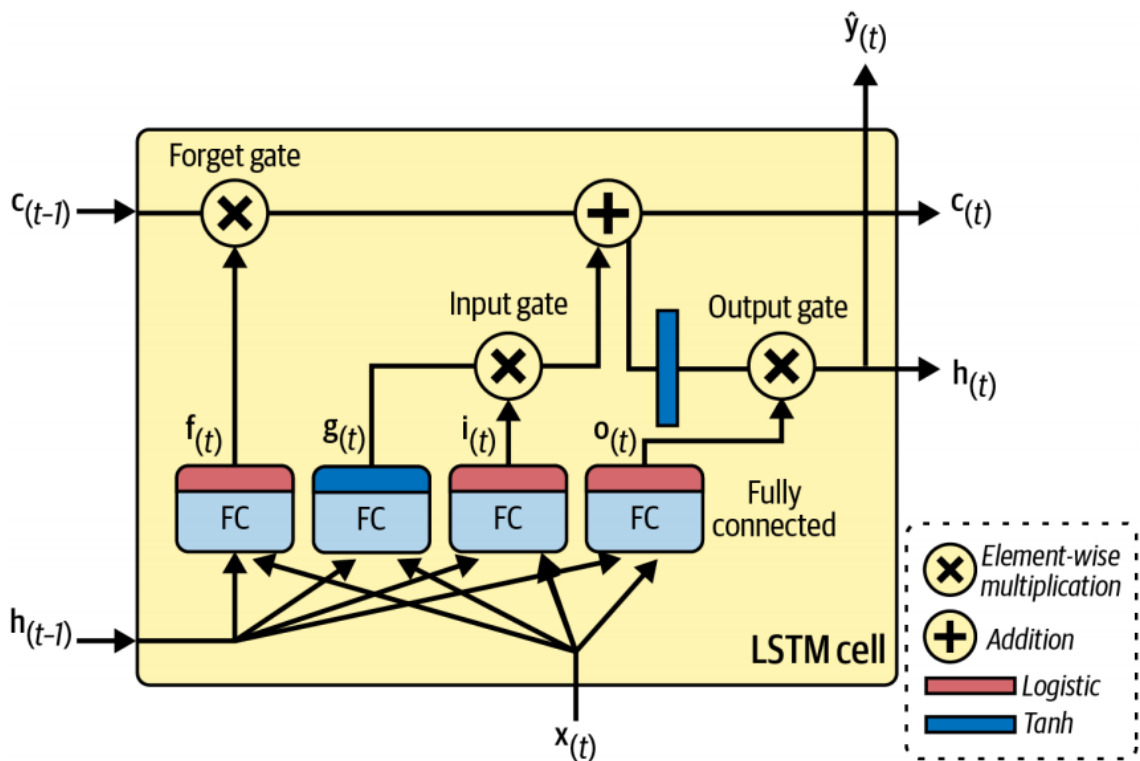 ŷ(t)
Forget gate
c(t–1)
c(t)
Input gate
Output gate
h(t)
f(t)
g(t)
i(t)
o(t)
FC
FC
FC
FC
Fully
connected
h(t–1)
LSTM cell
x(t)
Element-wise
multiplication
Addition
Logistic
Tanh